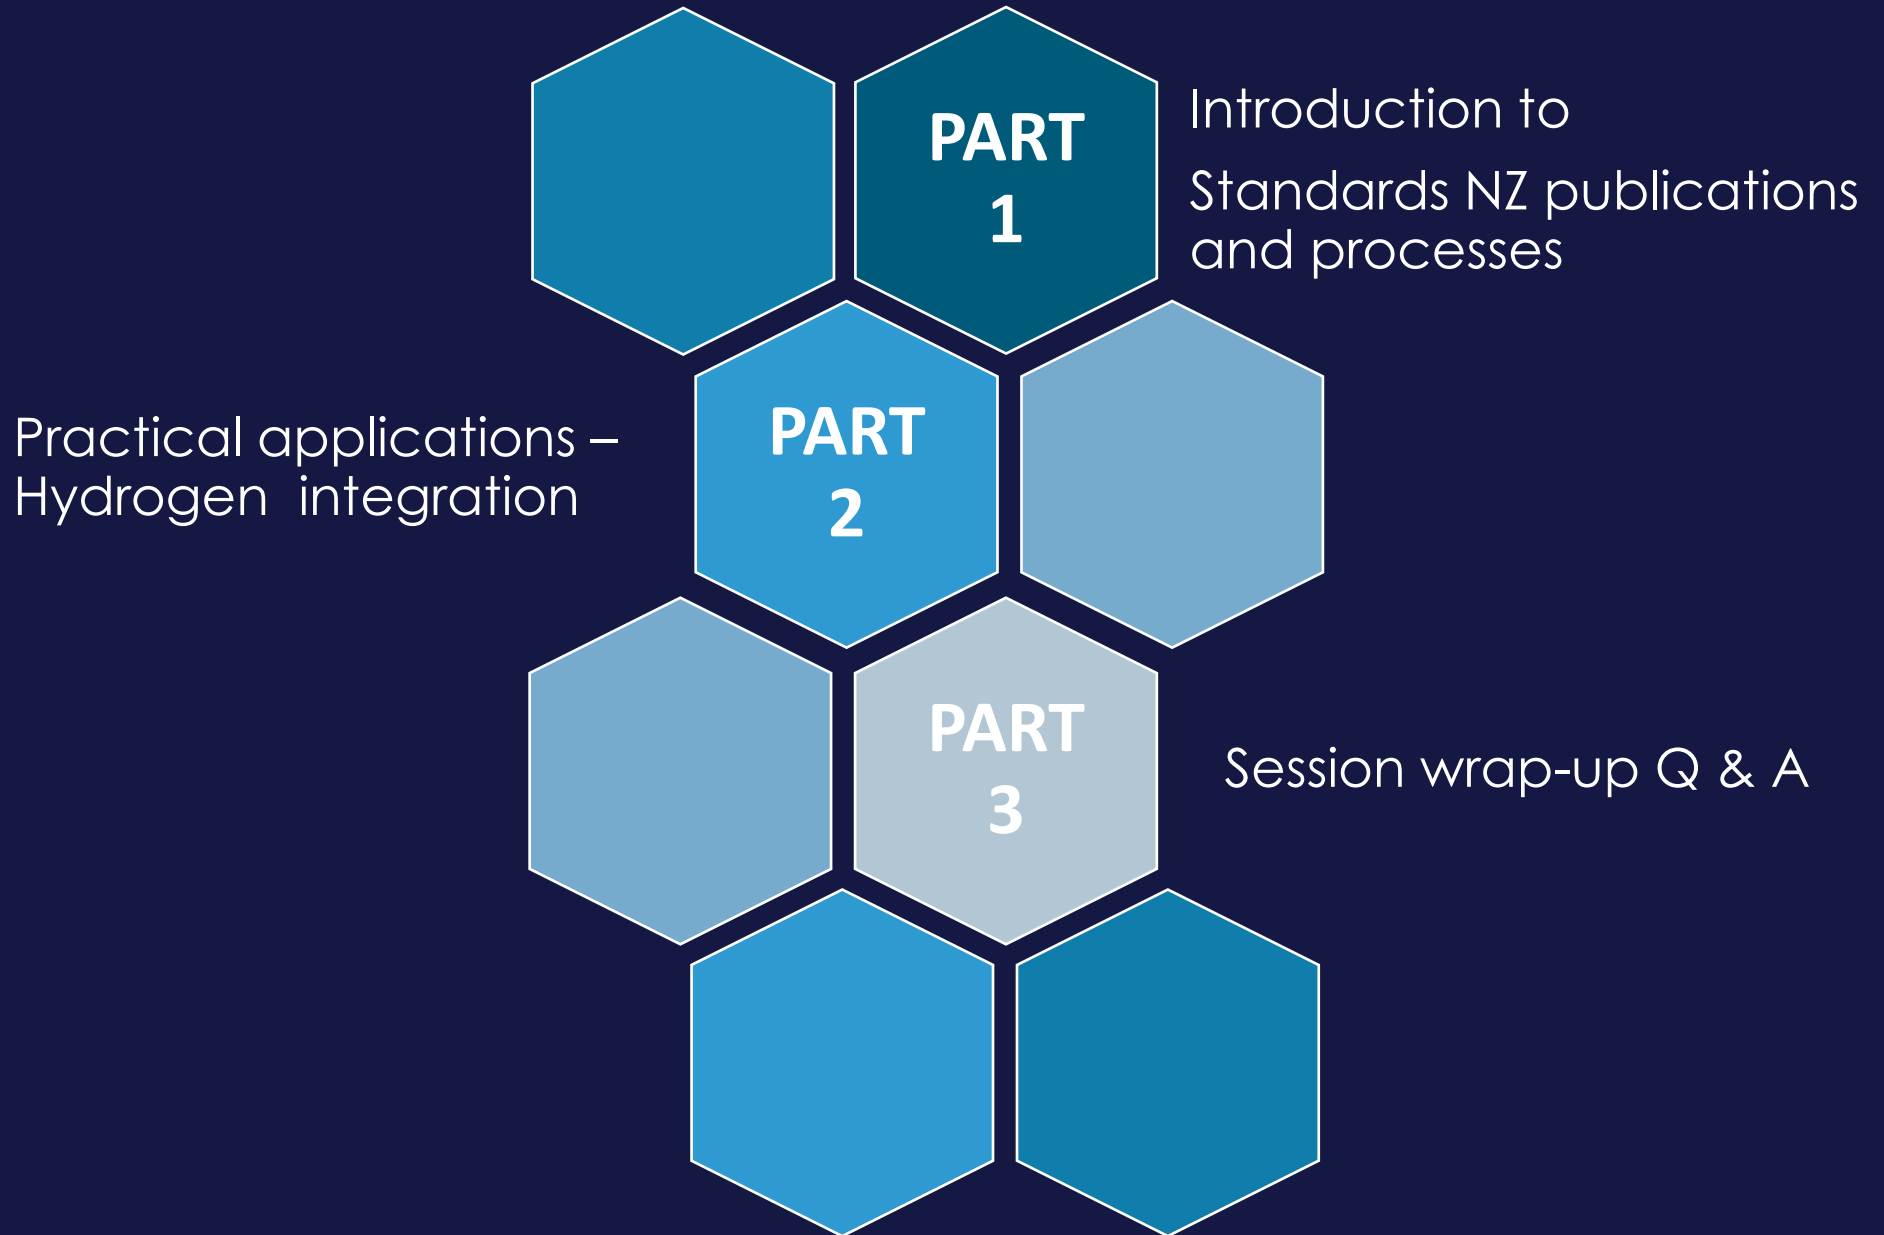 PART
1
Introduction to
Standards NZ publications
and processes
Practical applications –
Hydrogen  integration
PART
2
PART
3
Session wrap-up Q & A